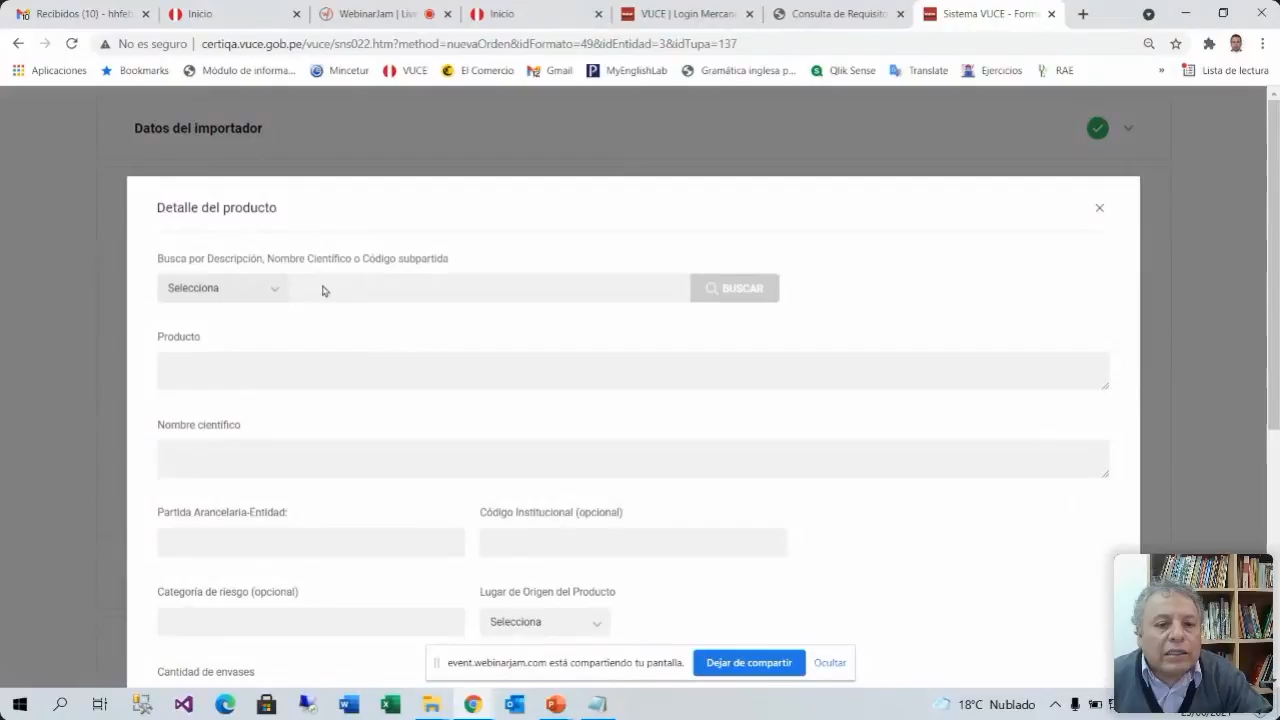 Recibidos (10) - hhfeb
Inicio
WebinarJam | Live
Inicio
VUCE | Login Mercan
Consulta de Requisito
Sistema VUCE - Form
No es seguro
certiqa.vuce.gob.pe/vuce/sns022.htm?method=nuevaOrden&idFormato=49&idEntidad=3&idTupa=137
Aplicaciones
Bookmarks
Módulo de informa...
Mincetur
VUCE
El Comercio
Gmail
MyEnglishLab
Gramática inglesa p...
Qlik Sense
Translate
Ejercicios
RAE
»
Lista de lectura
Datos del importador
Detalle del producto
Busca por Descripción, Nombre Científico o Código subpartida
Selecciona
BUSCAR
Producto
Nombre científico
Partida Arancelaria-Entidad:
Código Institucional (opcional)
Categoría de riesgo (opcional)
Lugar de Origen del Producto
Selecciona
Cantidad de envases
event.webinarjam.com está compartiendo tu pantalla.
Dejar de compartir
Ocultar
18°C Nublado